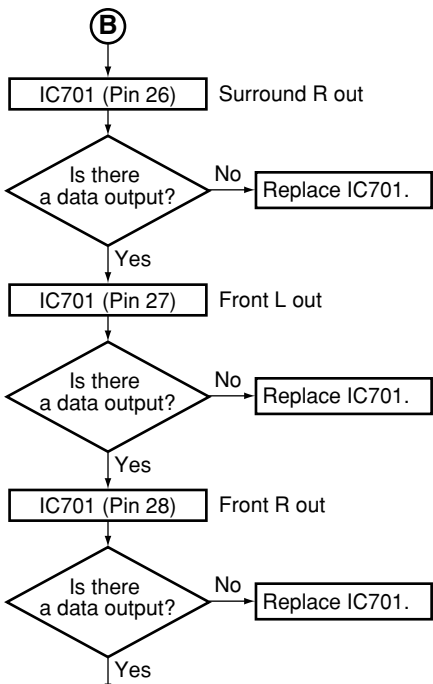 B
IC701 (Pin 26) Surround R out
Is there
a data output?
No
Replace IC701.
Yes
IC701 (Pin 27) Front L out
Is there
a data output?
No
Replace IC701.
Yes
IC701 (Pin 28) Front R out
Is there
a data output?
No
Replace IC701.
Yes